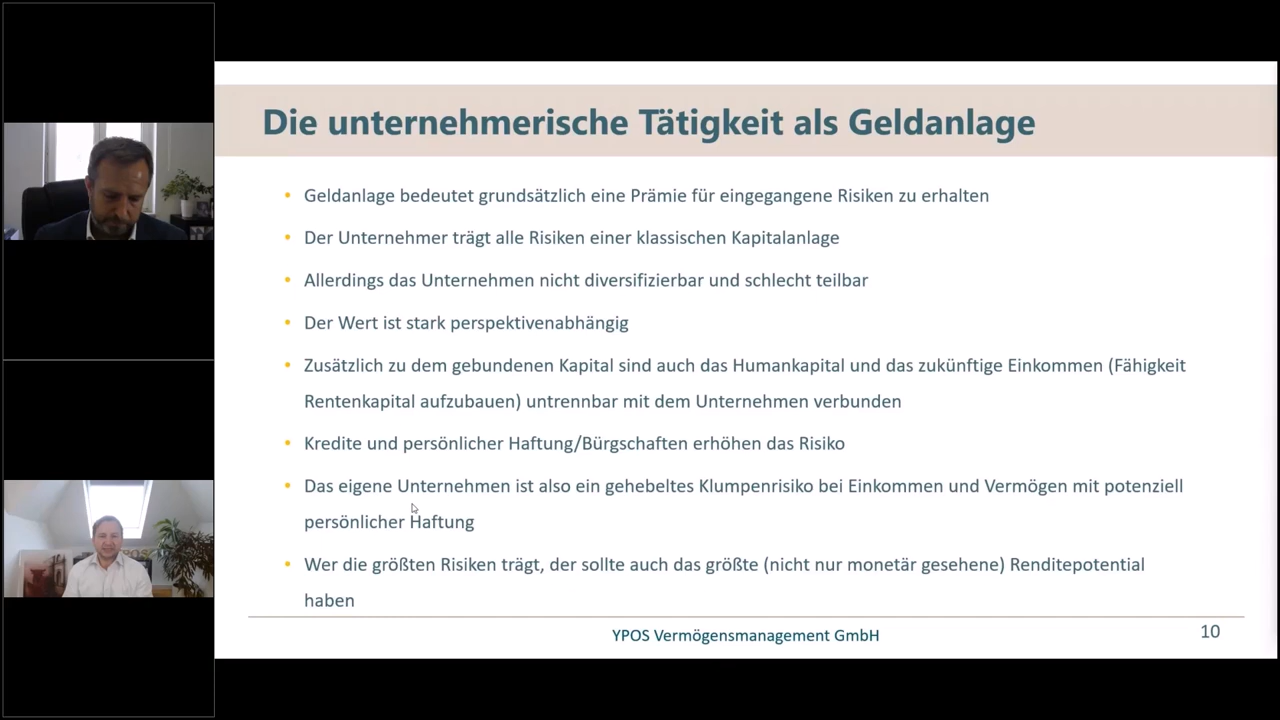 Die unternehmerische Tätigkeit als Geldanlage
• Geldanlage bedeutet grundsätzlich eine Prämie für eingegangene Risiken zu erhalten
• Der Unternehmer trägt alle Risiken einer klassischen Kapitalanlage
• Allerdings das Unternehmen nicht diversifizierbar und schlecht teilbar
• Der Wert ist stark perspektivenabhängig
• Zusätzlich zu dem gebundenen Kapital sind auch das Humankapital und das zukünftige Einkommen (Fähigkeit
Rentenkapital aufzubauen) untrennbar mit dem Unternehmen verbunden
• Kredite und persönlicher Haftung/Bürgschaften erhöhen das Risiko
• Das eigene Unternehmen ist also ein gehebeltes Klumpenrisiko bei Einkommen und Vermögen mit potenziell
persönlicher Haftung
• Wer die größten Risiken trägt, der sollte auch das größte (nicht nur monetär gesehene) Renditepotential
haben
YPOS Vermögensmanagement GmbH
10